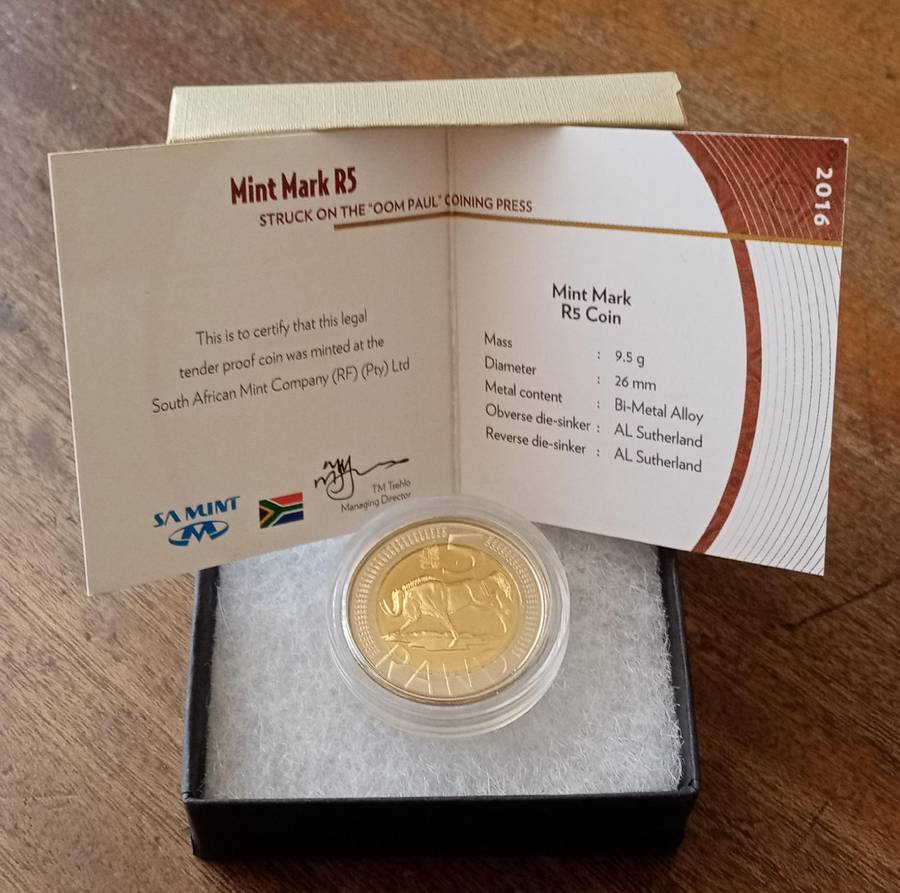 Mint Mark R5
STRUCK ON THE "OOM PAUL" COINING PRESS
This is to certify that this legal
tender proof coin was minted at the
South African Mint Company (RF) (Pty) Ltd
TM Tsehlo
Managing Director
SA MINT
2016
Mint Mark
R5 Coin
Mass : 9.5 g
Diameter : 26 mm
Metal content : Bi-Metal Alloy
Obverse die-sinker : AL Sutherland
Reverse die-sinker : AL Sutherland
5
RAND